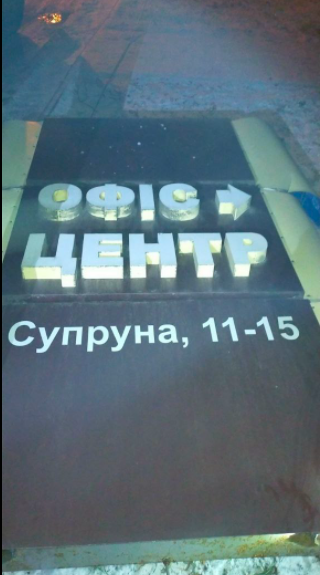 ОФІС →
ЦЕНТР
Супруна, 11-15